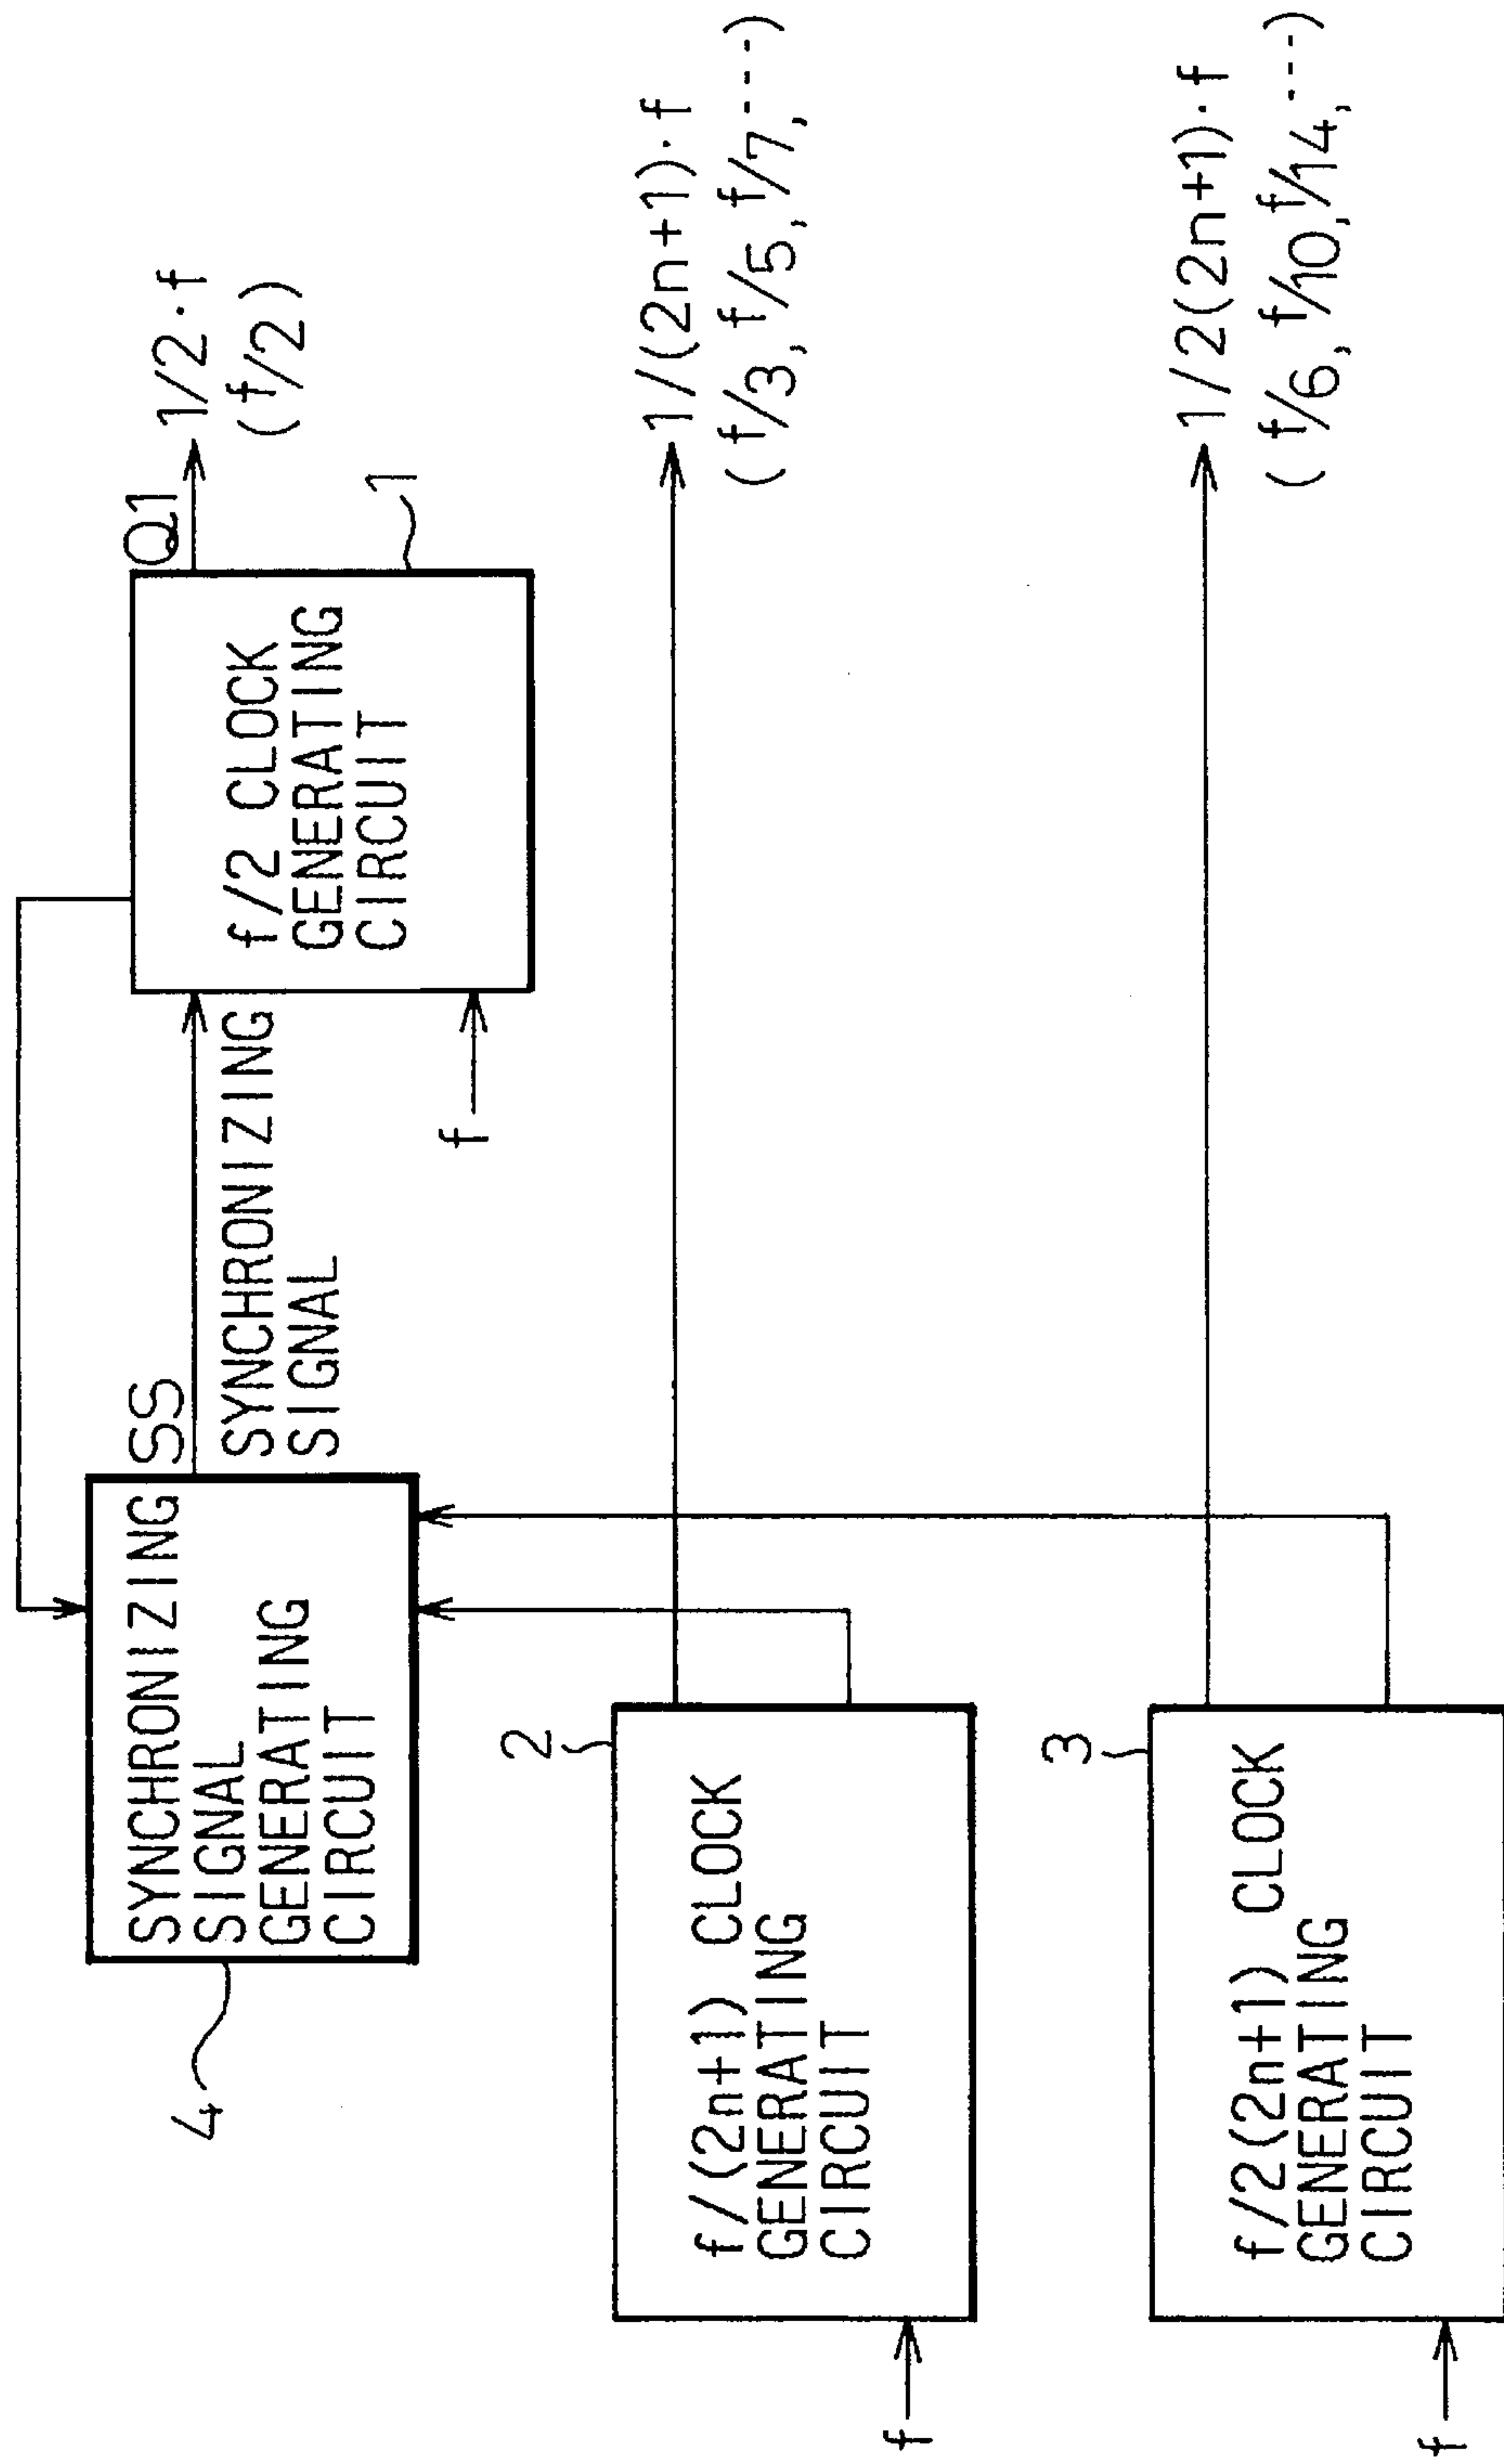 SYNCHRONIZING
SIGNAL
GENERATING
CIRCUIT
4
SS
SYNCHRONIZING
SIGNAL
f/2 CLOCK
GENERATING
CIRCUIT
1
f
Q1
1/2·f
(f/2)
f/(2n+1) CLOCK
GENERATING
CIRCUIT
2
f
1/(2n+1)·f
(f/3, f/5, f/7, ---)
f/2(2n+1) CLOCK
GENERATING
CIRCUIT
3
f
1/2(2n+1)·f
(f/6, f/10, f/14, ---)